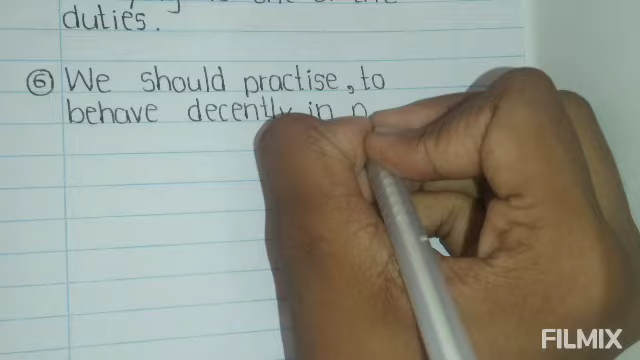 duties.
⑥ We should practise, to
behave decently in p
FILMIX